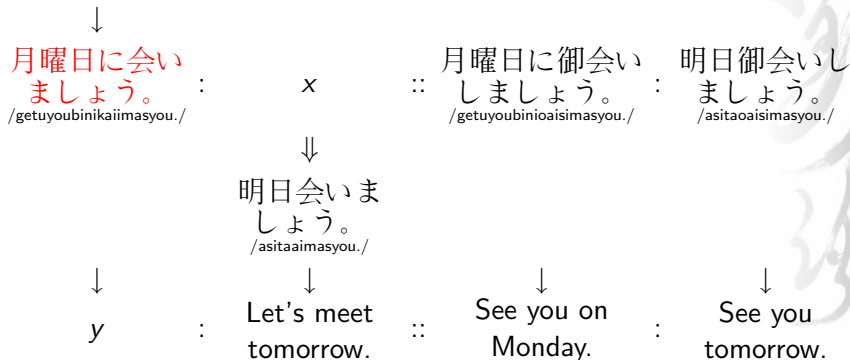 ↓
月曜日に会い : x :: 月曜日に御会い : 明日御会いし
ましょう。 しましょう。 ましょう。
/getuyoubinikaiimasyou./ /getuyoubinioaisimasyou./ /asitaoaisimasyou./
⇓
明日会いま
しょう。
/asitaaimasyou./
↓ ↓ ↓ ↓
y : Let's meet :: See you on : See you
tomorrow. Monday. tomorrow.